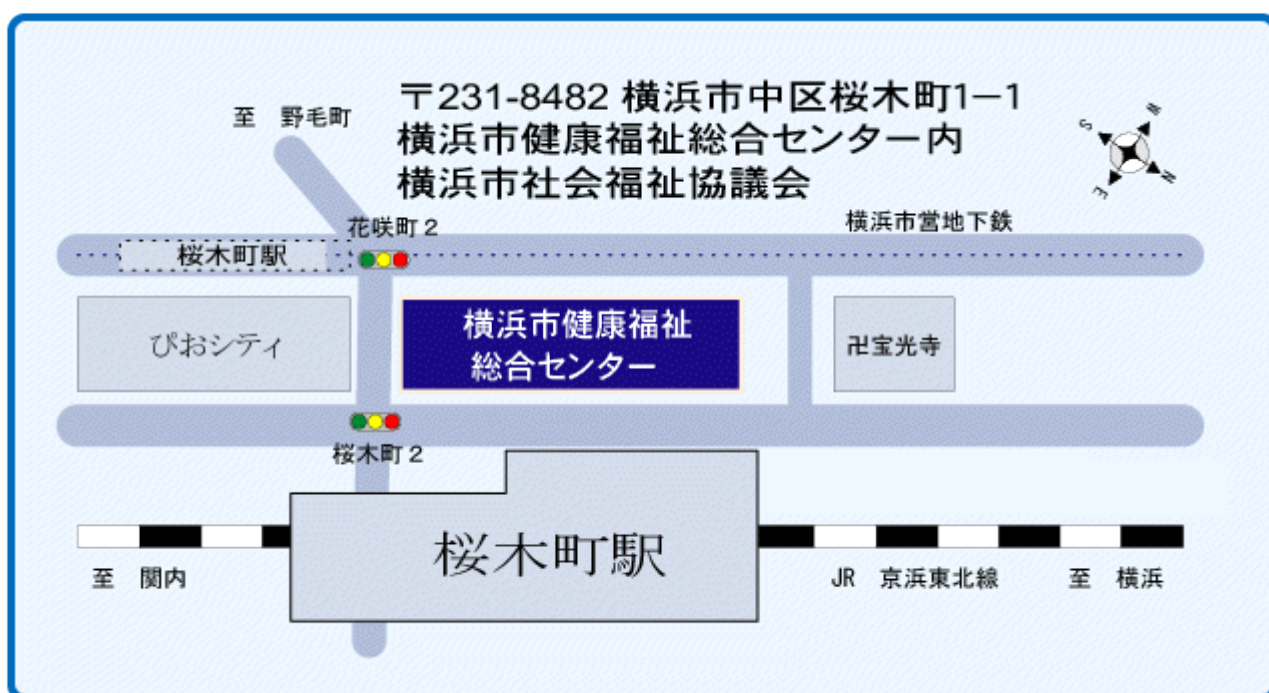 〒231-8482 横浜市中区桜木町1－1
横浜市健康福祉総合センター内
横浜市社会福祉協議会
至　野毛町
N
S
W
E
花咲町２
横浜市営地下鉄
桜木町駅
ぴおシティ
横浜市健康福祉
総合センター
卍宝光寺
桜木町２
桜木町駅
至　関内
JR　京浜東北線　　至　横浜